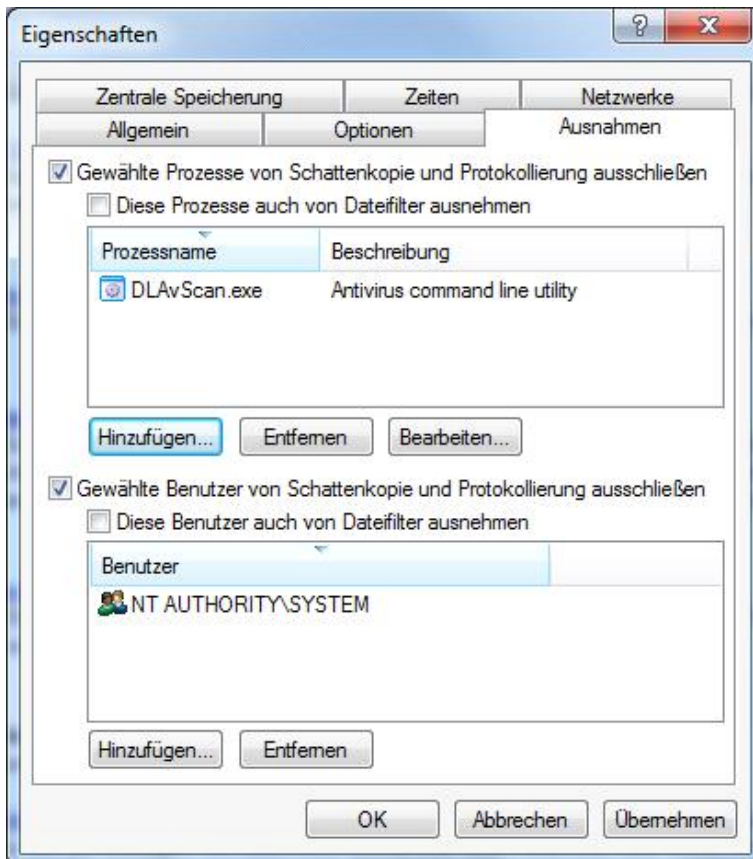 Eigenschaften
Zentrale Speicherung Zeiten Netzwerke
Allgemein Optionen Ausnahmen
Gewählte Prozesse von Schattenkopie und Protokollierung ausschließen
Diese Prozesse auch von Dateifilter ausnehmen
Prozessname Beschreibung
DLAvScan.exe Antivirus command line utility
Hinzufügen... Entfernen Bearbeiten...
Gewählte Benutzer von Schattenkopie und Protokollierung ausschließen
Diese Benutzer auch von Dateifilter ausnehmen
Benutzer
NT AUTHORITY\SYSTEM
Hinzufügen... Entfernen
OK Abbrechen Übernehmen